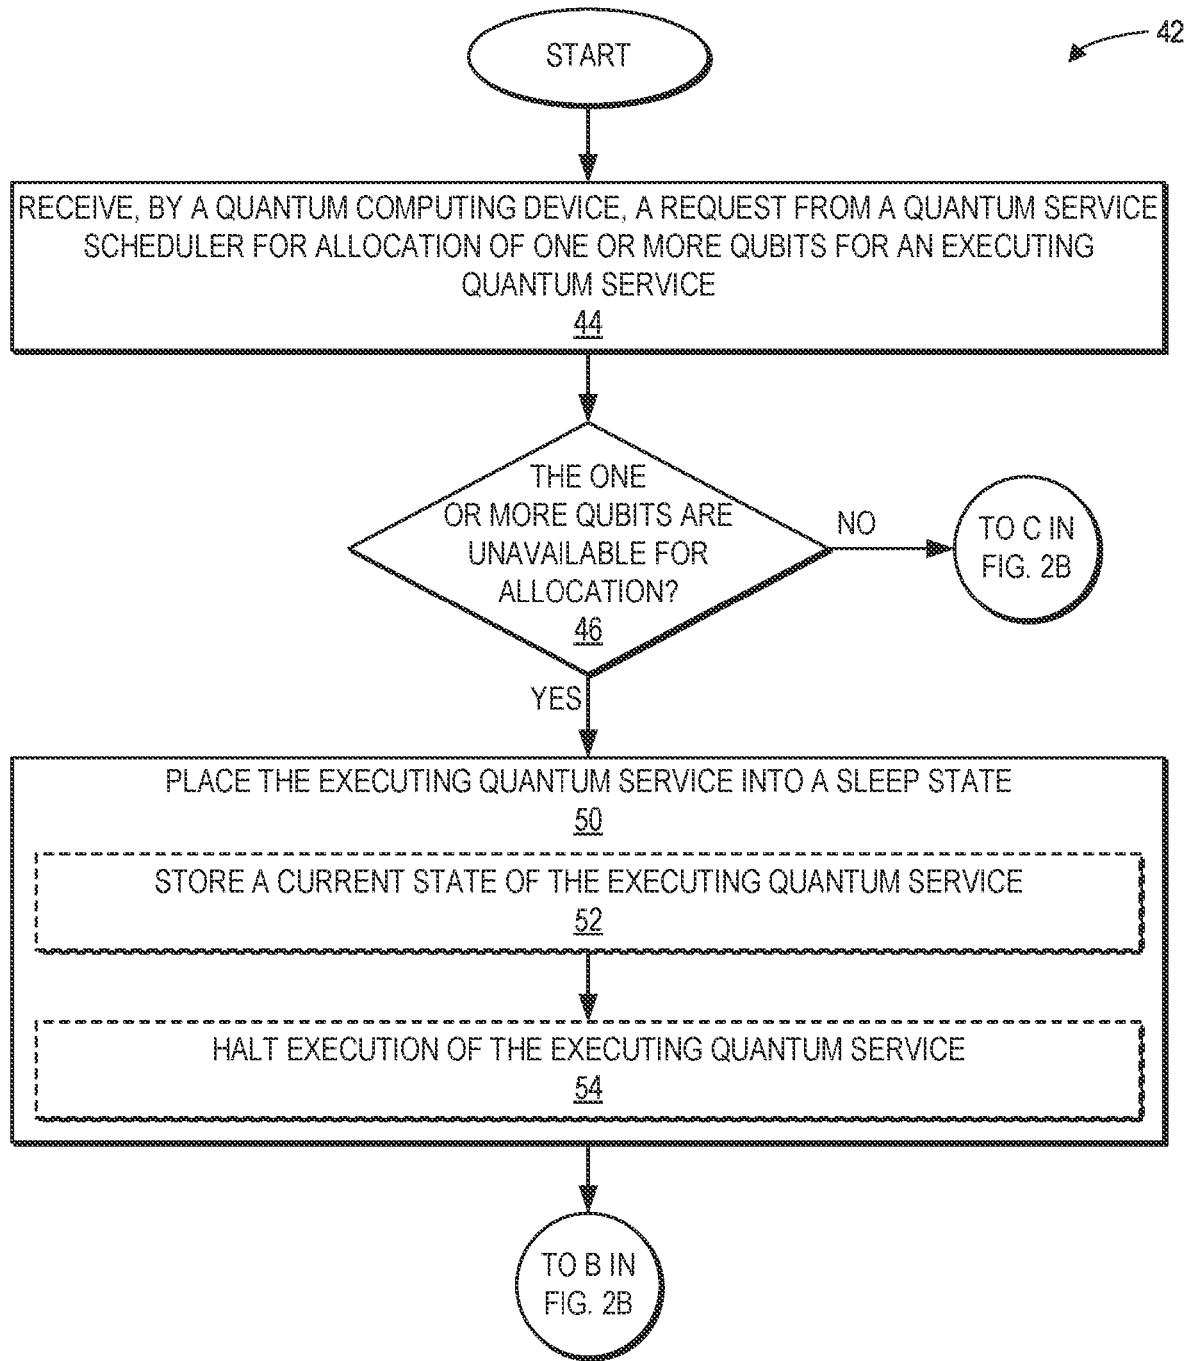 START
42
RECEIVE, BY A QUANTUM COMPUTING DEVICE, A REQUEST FROM A QUANTUM SERVICE
SCHEDULER FOR ALLOCATION OF ONE OR MORE QUBITS FOR AN EXECUTING
QUANTUM SERVICE
44
THE ONE
OR MORE QUBITS ARE
UNAVAILABLE FOR
ALLOCATION?
46
NO
TO C IN
FIG. 2B
YES
PLACE THE EXECUTING QUANTUM SERVICE INTO A SLEEP STATE
50
STORE A CURRENT STATE OF THE EXECUTING QUANTUM SERVICE
52
HALT EXECUTION OF THE EXECUTING QUANTUM SERVICE
54
TO B IN
FIG. 2B